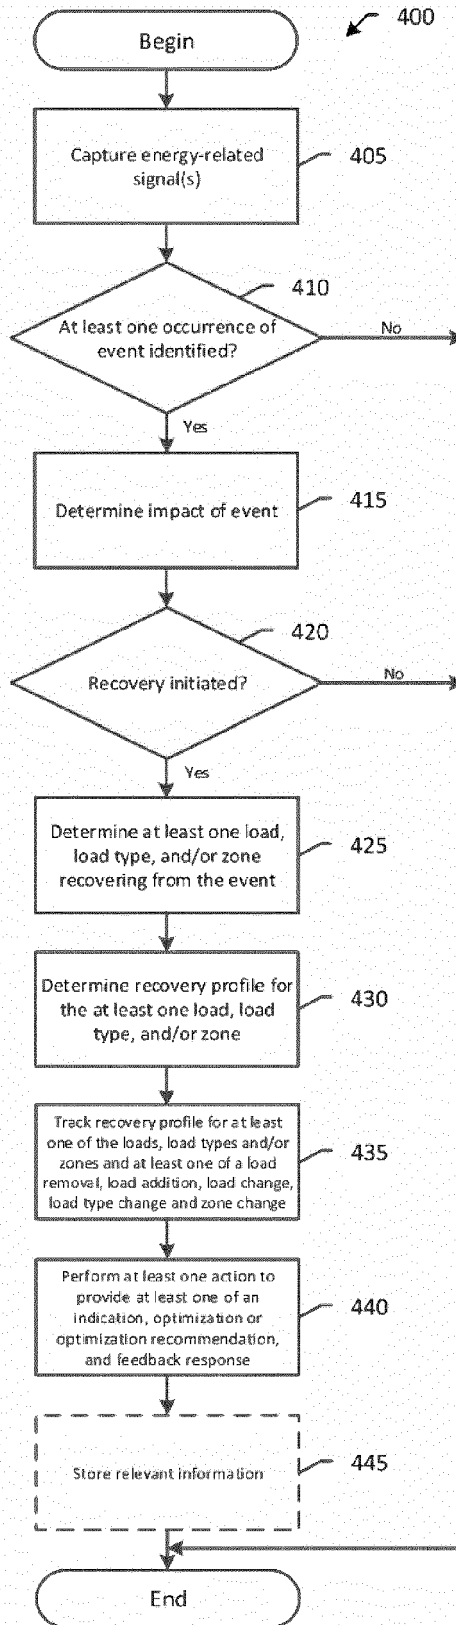 400
Begin
Capture energy-related
signal(s)
405
410
At least one occurrence of
event identified?
No
Yes
Determine impact of event
415
420
Recovery initiated?
No
Yes
Determine at least one load,
load type, and/or zone
recovering from the event
425
Determine recovery profile for
the at least one load, load
type, and/or zone
430
Track recovery profile for at least
one of the loads, load types and/or
zones and at least one of a load
removal, load addition, load change,
load type change and zone change
435
Perform at least one action to
provide at least one of an
indication, optimization or
optimization recommendation,
and feedback response
440
Store relevant information
445
End